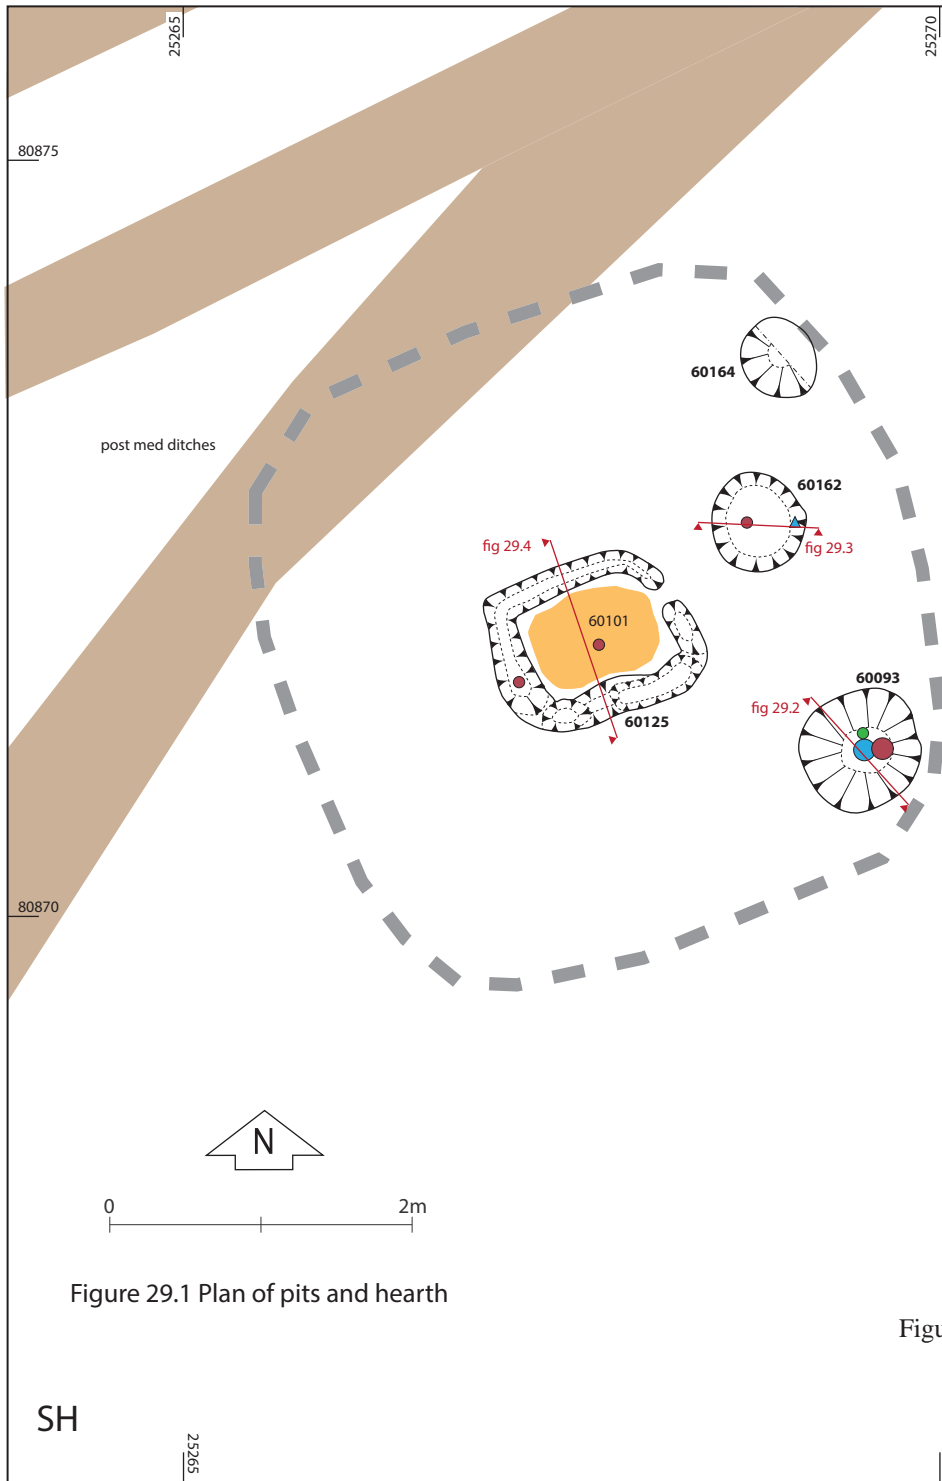 25265
25270
80875
60164
post med ditches
60162
fig 29.4
fig 29.3
60101
60093
fig 29.2
60125
80870
N
0
2m
Figure 29.1 Plan of pits and hearth
Figu
SH
25265